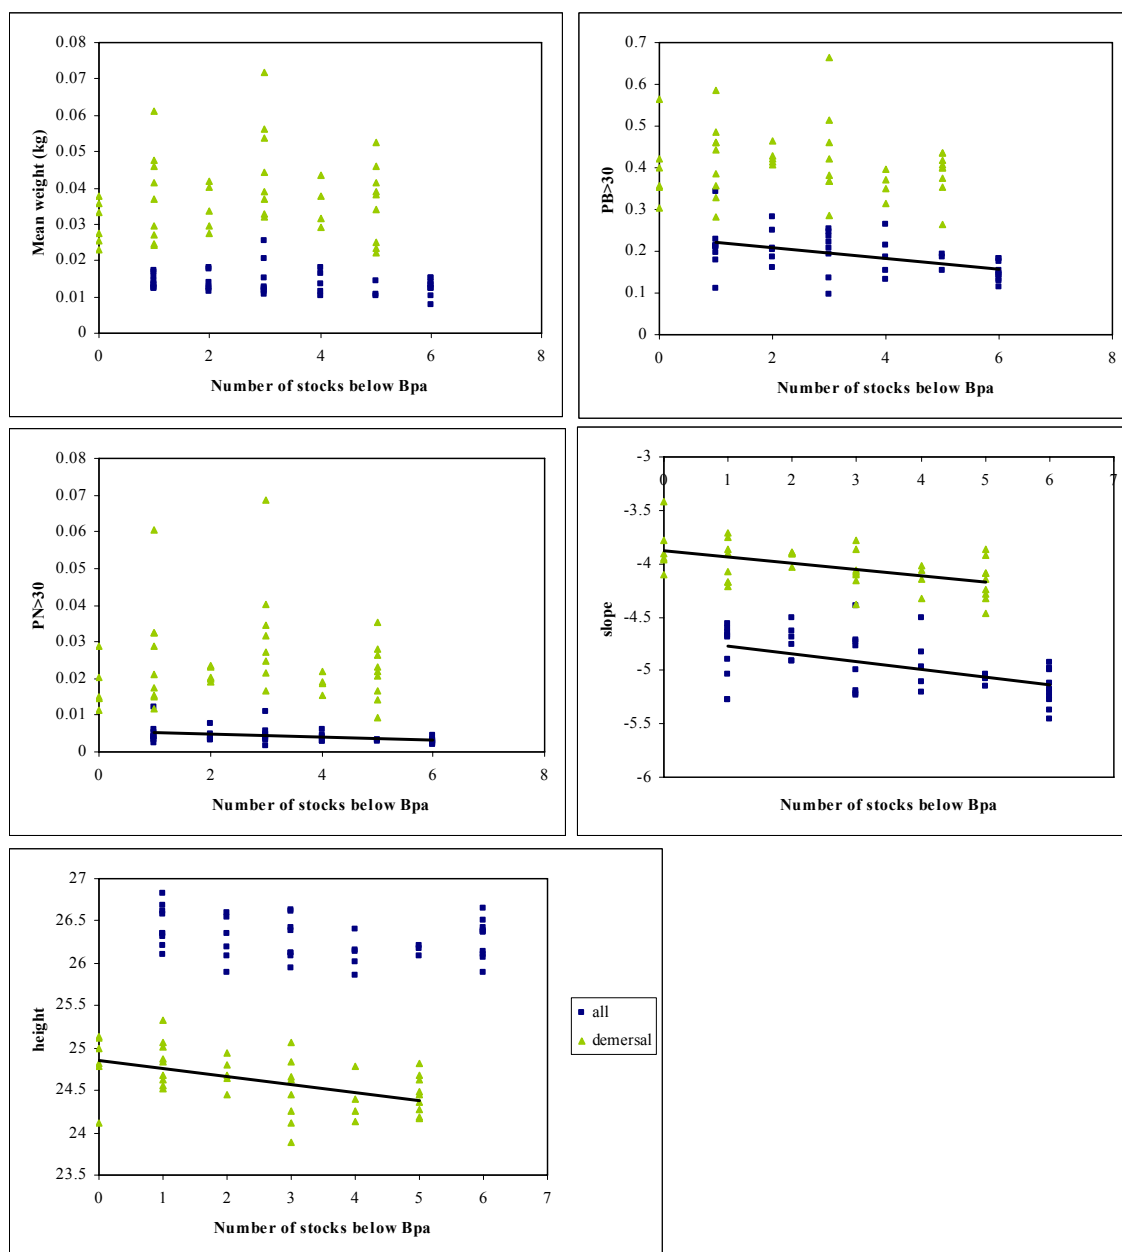 0.08
0.07
0.06
0.05
0.04
0.03
0.02
0.01
0
Mean weight (kg)
0 2 4 6 8
Number of stocks below Bpa
0.7
0.6
0.5
0.4
0.3
0.2
0.1
0
PB>30
0 2 4 6 8
Number of stocks below Bpa
0.08
0.07
0.06
0.05
0.04
0.03
0.02
0.01
0
PN>30
0 2 4 6 8
Number of stocks below Bpa
-3
-3.5
-4
-4.5
-5
-5.5
-6
slope
0 1 2 3 4 5 6 7
Number of stocks below Bpa
27
26.5
26
25.5
25
24.5
24
23.5
height
0 1 2 3 4 5 6 7
Number of stocks below Bpa
all
demersal